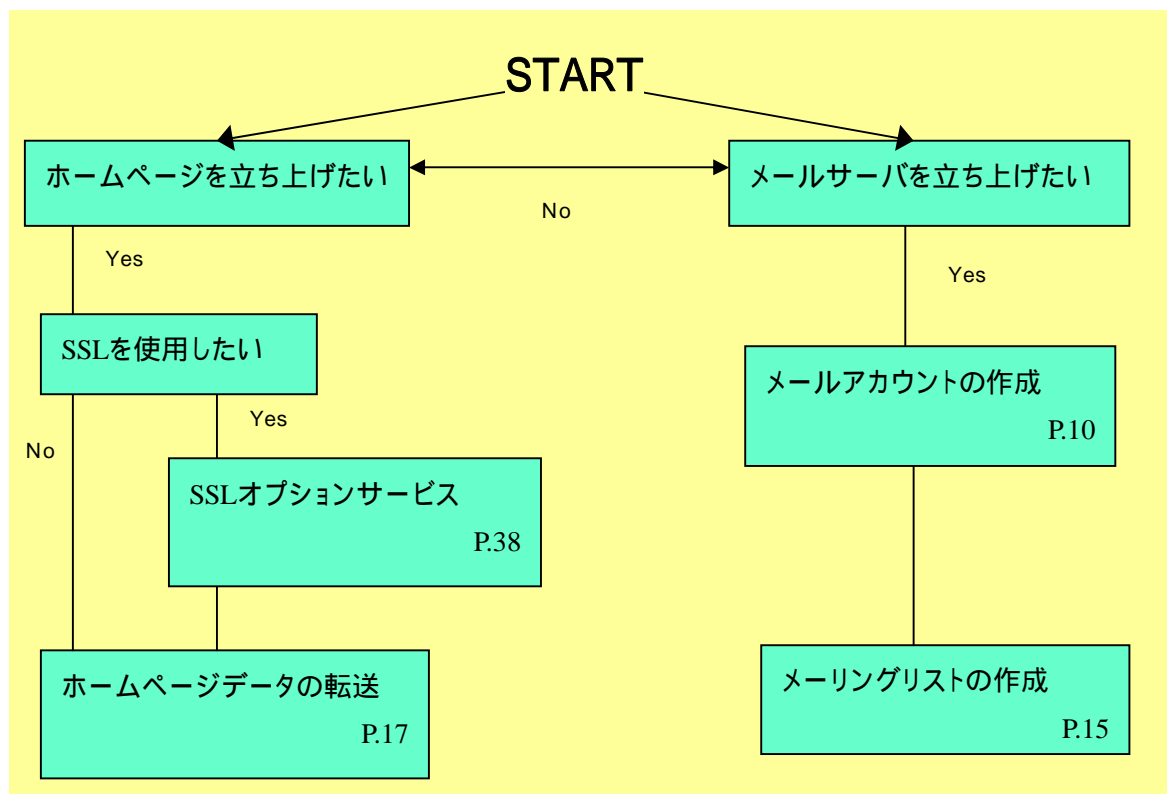 START
ホームページを立ち上げたい
メールサーバを立ち上げたい
No
Yes
Yes
SSLを使用したい
メールアカウントの作成
P.10
Yes
No
SSLオプションサービス
P.38
ホームページデータの転送
P.17
メーリングリストの作成
P.15